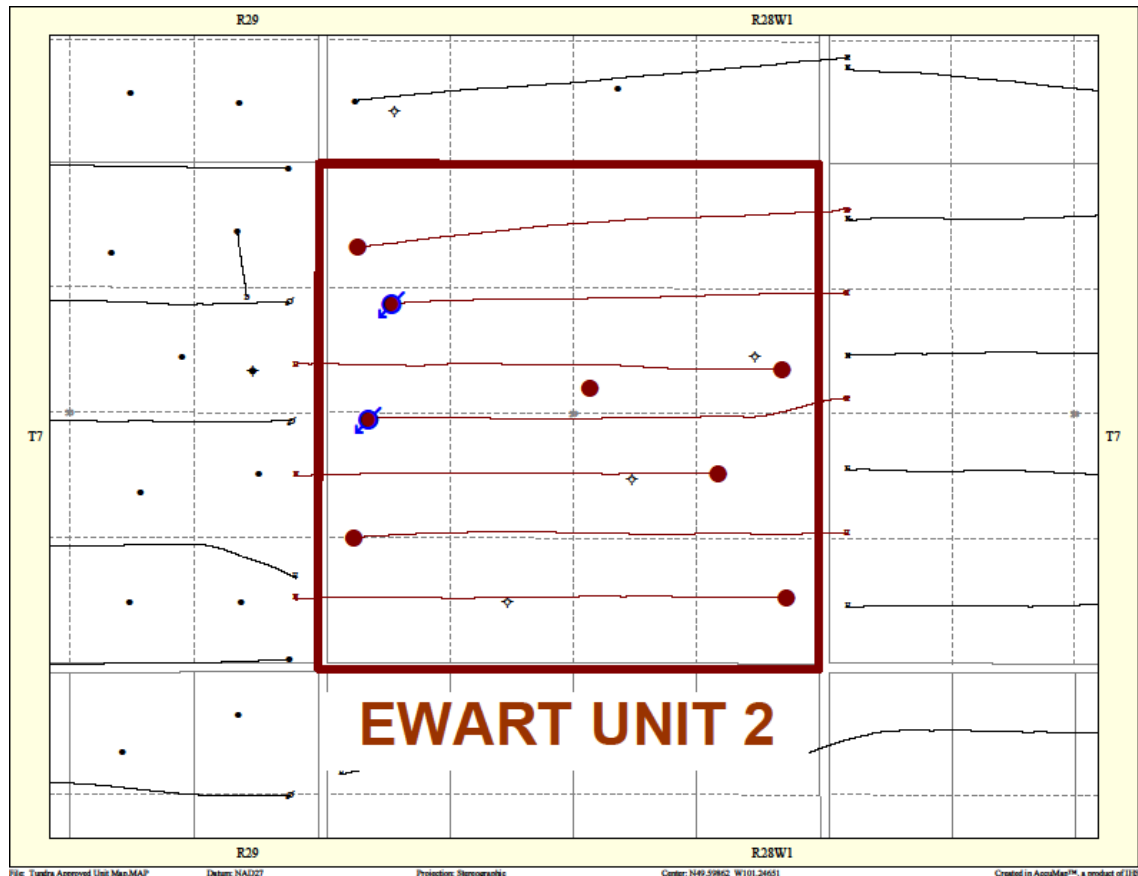 R29 R28W1
T7 T7
EWART UNIT 2
R29 R28W1
File: Tundra Approved Unit Map.MAP Datum: NAD27 Projection: Stereographic Center: N49.59862 W101.24651 Created in AccuMap™, a product of IHS